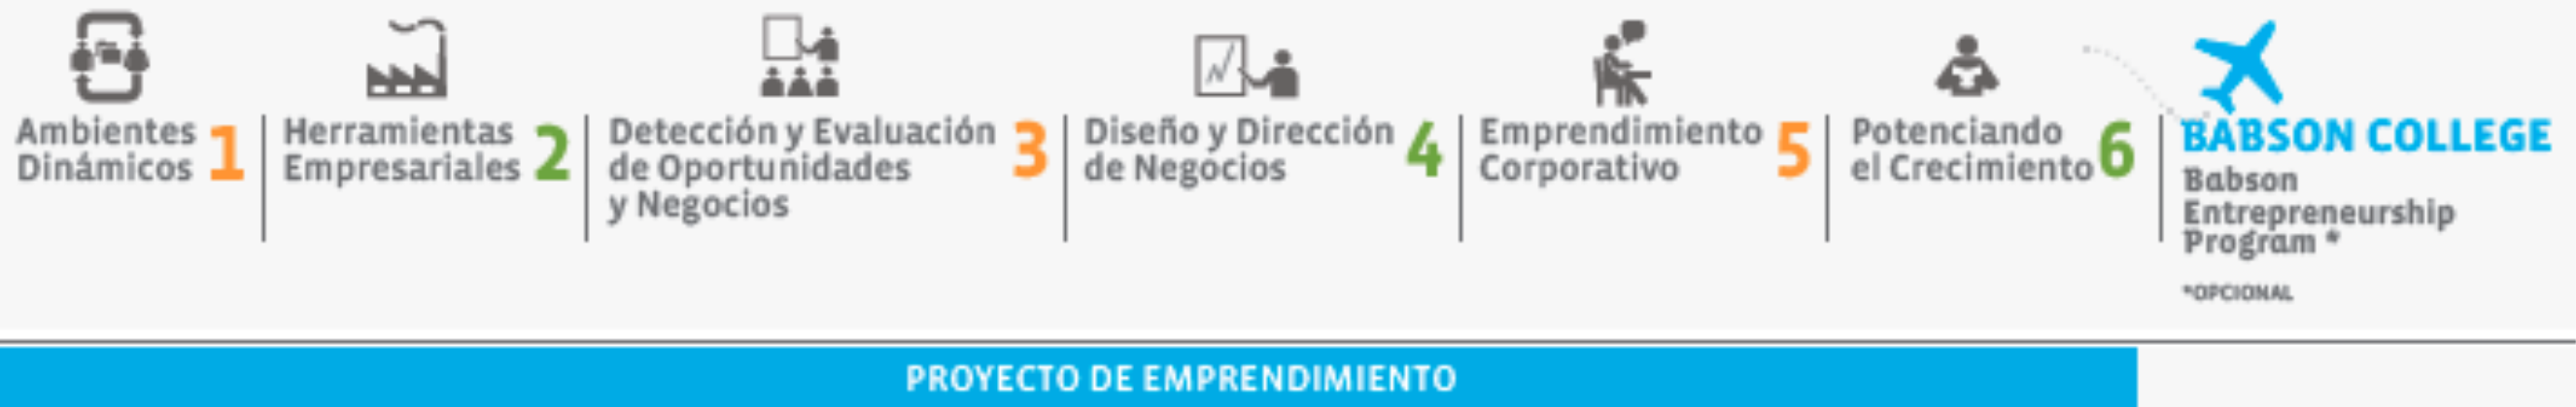 Ambientes
Dinámicos 1
Herramientas
Empresariales 2
Detección y Evaluación
de Oportunidades
y Negocios 3
Diseño y Dirección
de Negocios 4
Emprendimiento
Corporativo 5
Potenciando
el Crecimiento 6
BABSON COLLEGE
Babson
Entrepreneurship
Program *
*OPCIONAL
PROYECTO DE EMPRENDIMIENTO